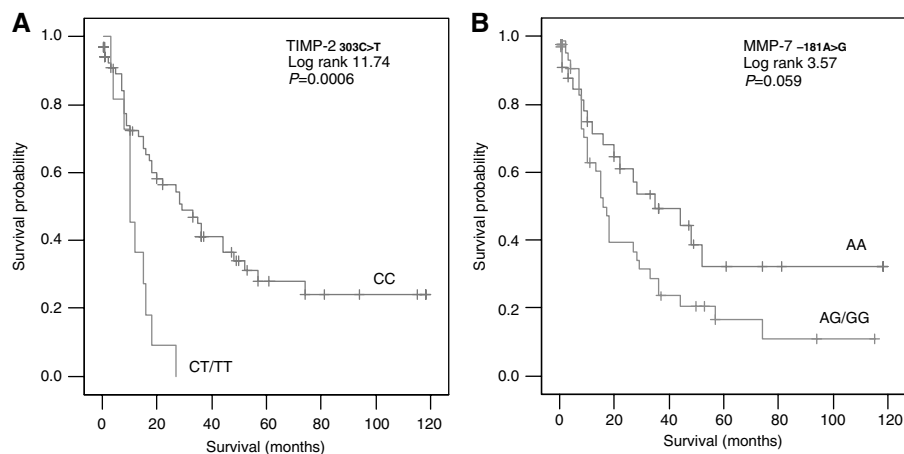 A
TIMP-2 303C>T
Log rank 11.74
P=0.0006
Survival probability
1.0
0.8
0.6
0.4
0.2
0.0
CC
CT/TT
0 20 40 60 80 100 120
Survival (months)
B
MMP-7 –181A>G
Log rank 3.57
P=0.059
Survival probability
1.0
0.8
0.6
0.4
0.2
0.0
AA
AG/GG
0 20 40 60 80 100 120
Survival (months)